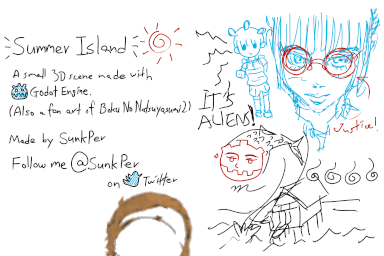 Summer Island
A small 3D scene made with
Godot Engine.
(Also a fan art of Boku No Natsuyasumi 2)
Made by SunkPer
Follow me @SunkPer
on Twitter
IT'S
ALIENS!
Justice!